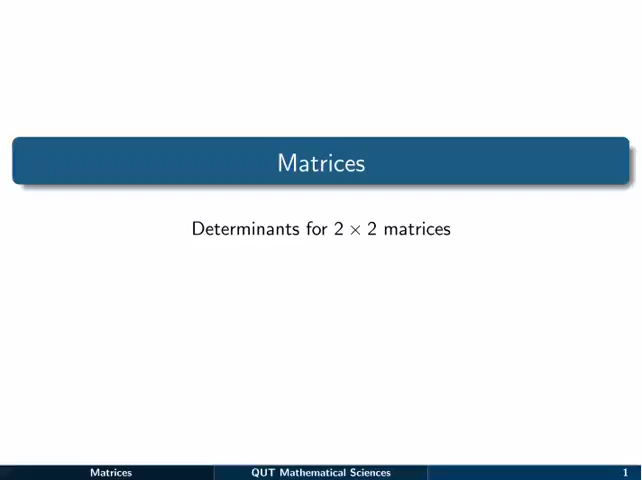 Matrices
Determinants for 2 × 2 matrices
Matrices
QUT Mathematical Sciences
1